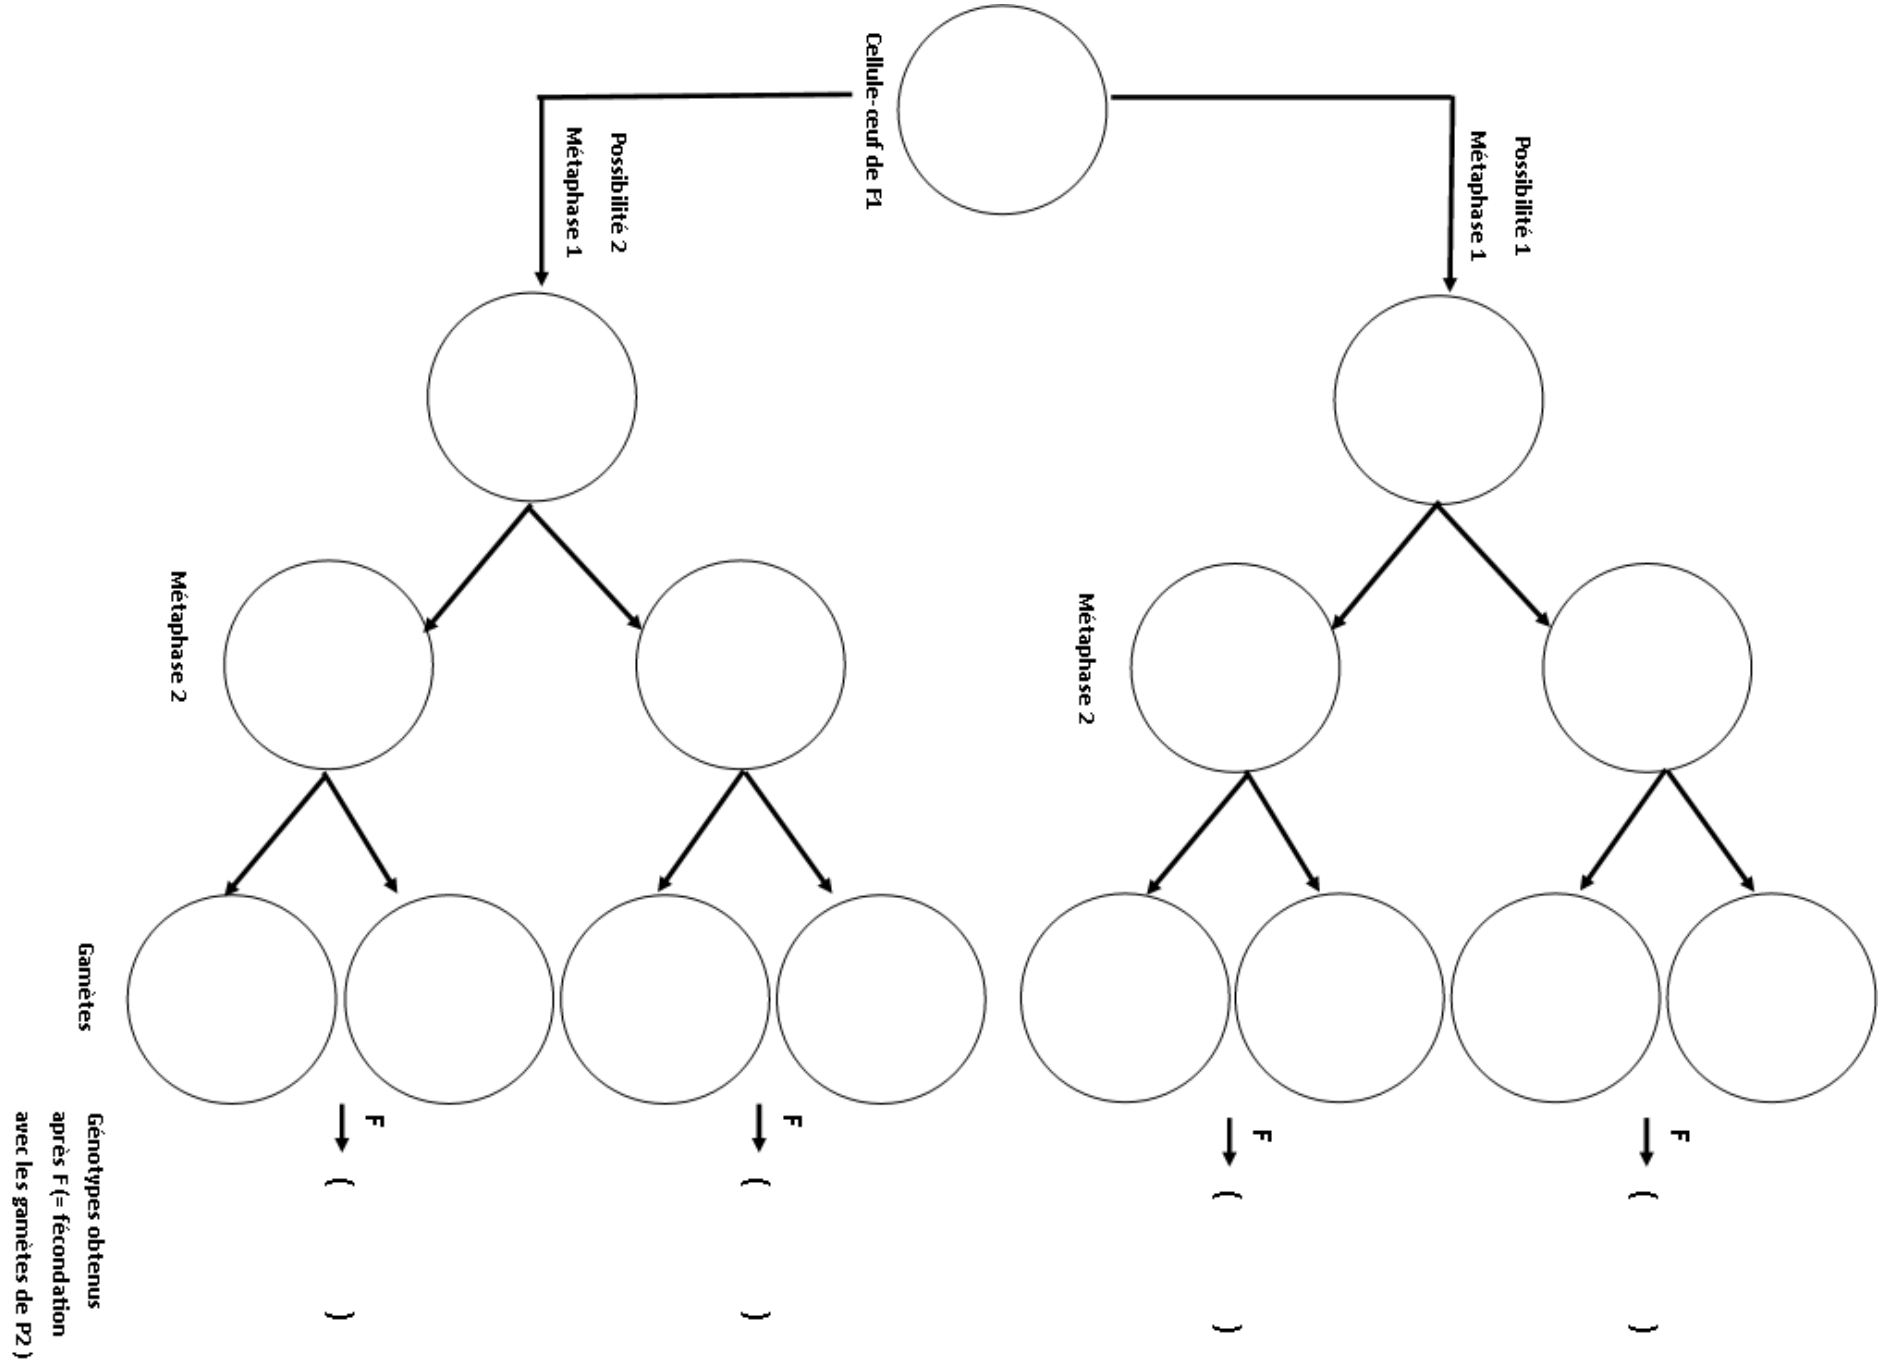 Cellule-œuf de F1
Possibilité 2
Métaphase 1
Possibilité 1
Métaphase 1
Métaphase 2
Métaphase 2
Gamètes
F
F
F
F
Génotypes obtenus
après F (= fécondation
avec les gamètes de P2 )
( )
( )
( )
( )